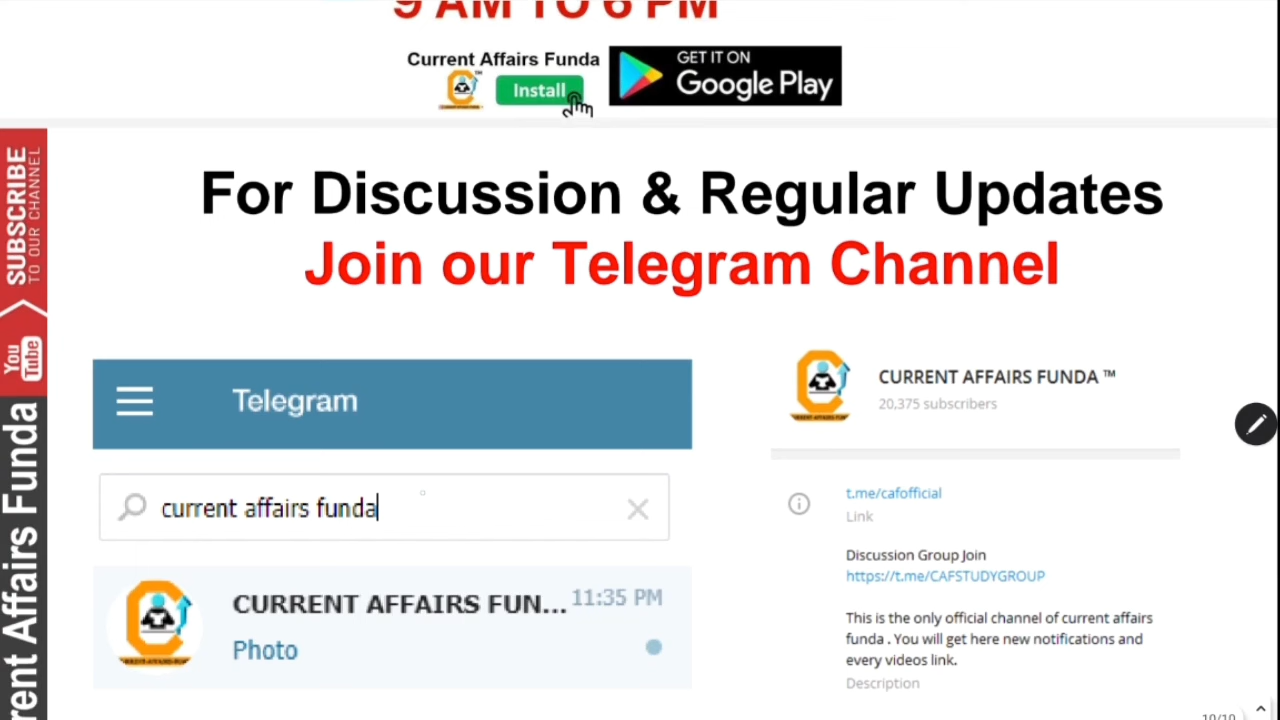 9 AM TO 6 PM
Current Affairs Funda
Install
GET IT ON
Google Play
SUBSCRIBE
TO OUR CHANNEL
You
Tube
rent Affairs Funda
For Discussion & Regular Updates
Join our Telegram Channel
Telegram
current affairs funda
CURRENT AFFAIRS FUN... 11:35 PM
Photo
CURRENT AFFAIRS FUNDA ™
20,375 subscribers
t.me/cafofficial
Link
Discussion Group Join
https://t.me/CAFSTUDYGROUP
This is the only official channel of current affairs
funda . You will get here new notifications and
every videos link.
Description
10/10